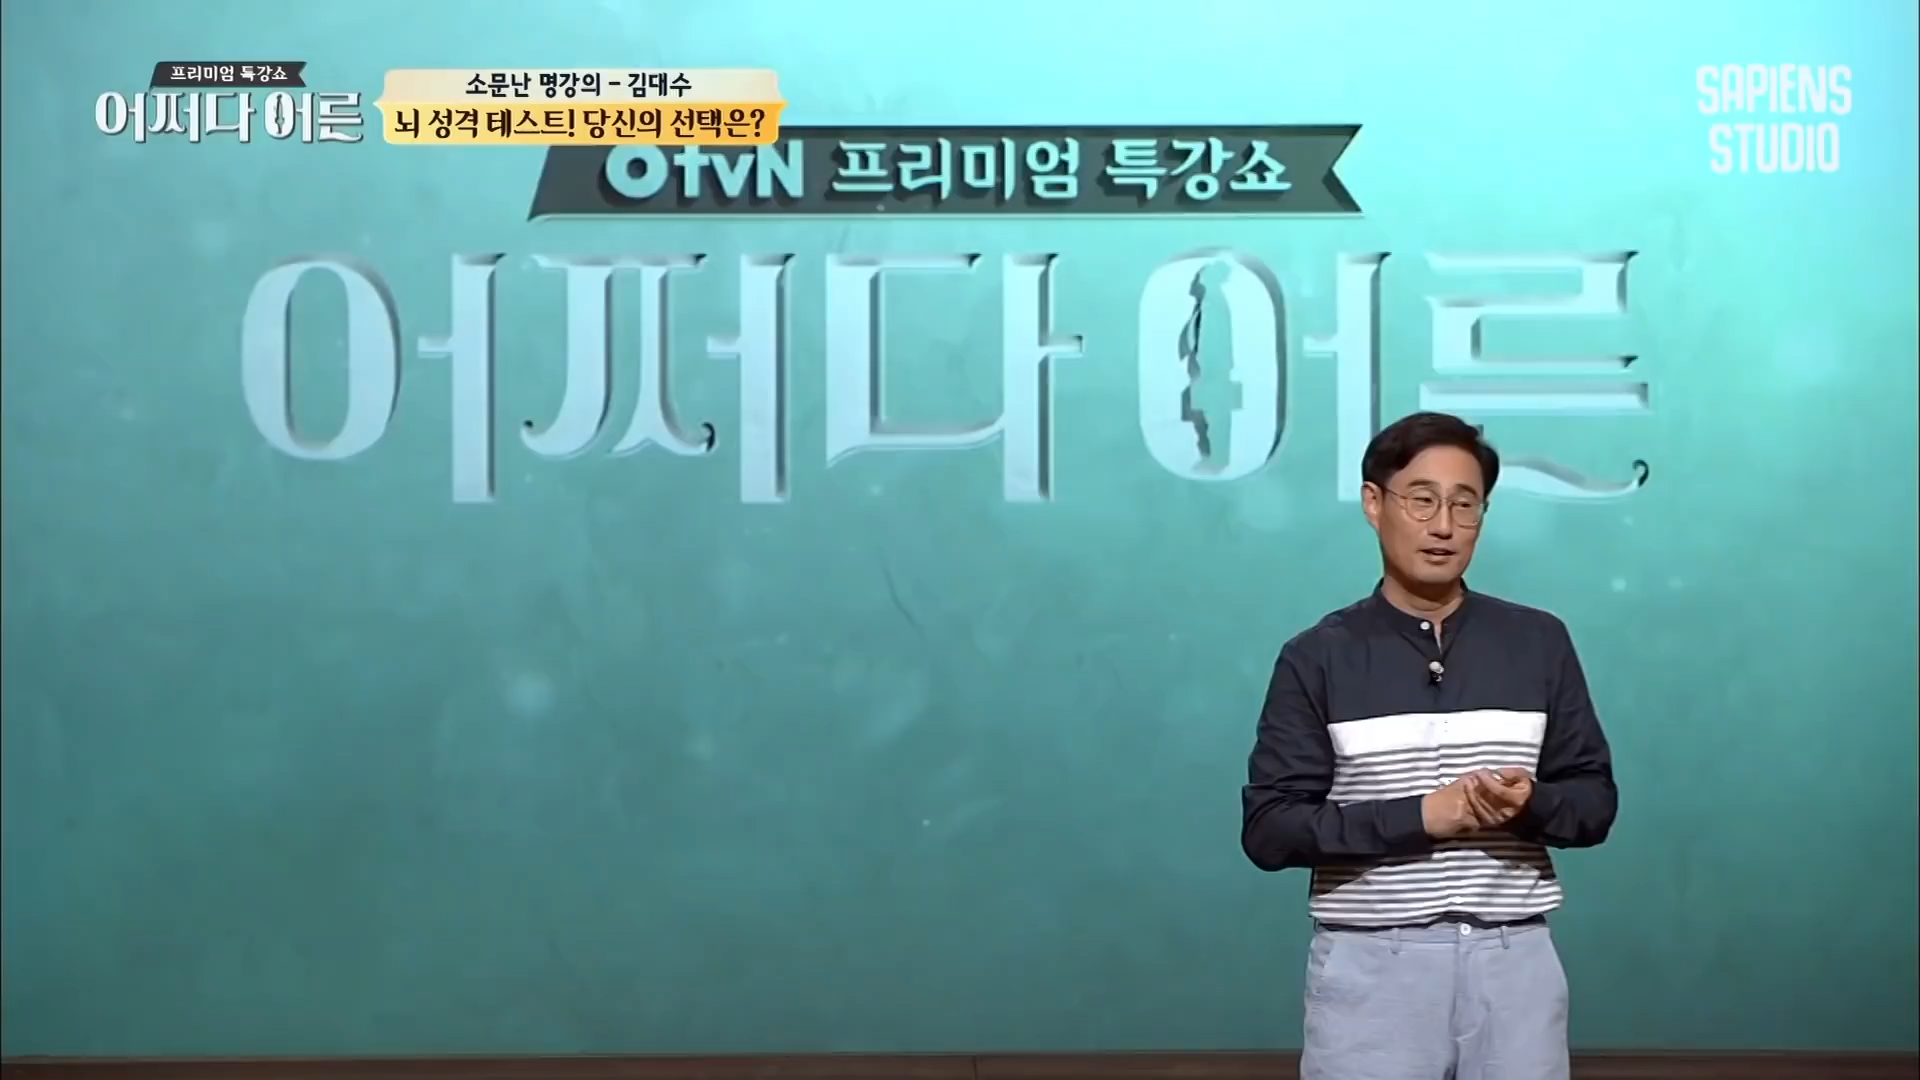 프리미엄 특강쇼
어쩌다 어른
소문난 명강의 - 김대수
뇌 성격 테스트! 당신의 선택은?
SAPIENS
STUDIO
OtvN 프리미엄 특강쇼
어쩌다 어른